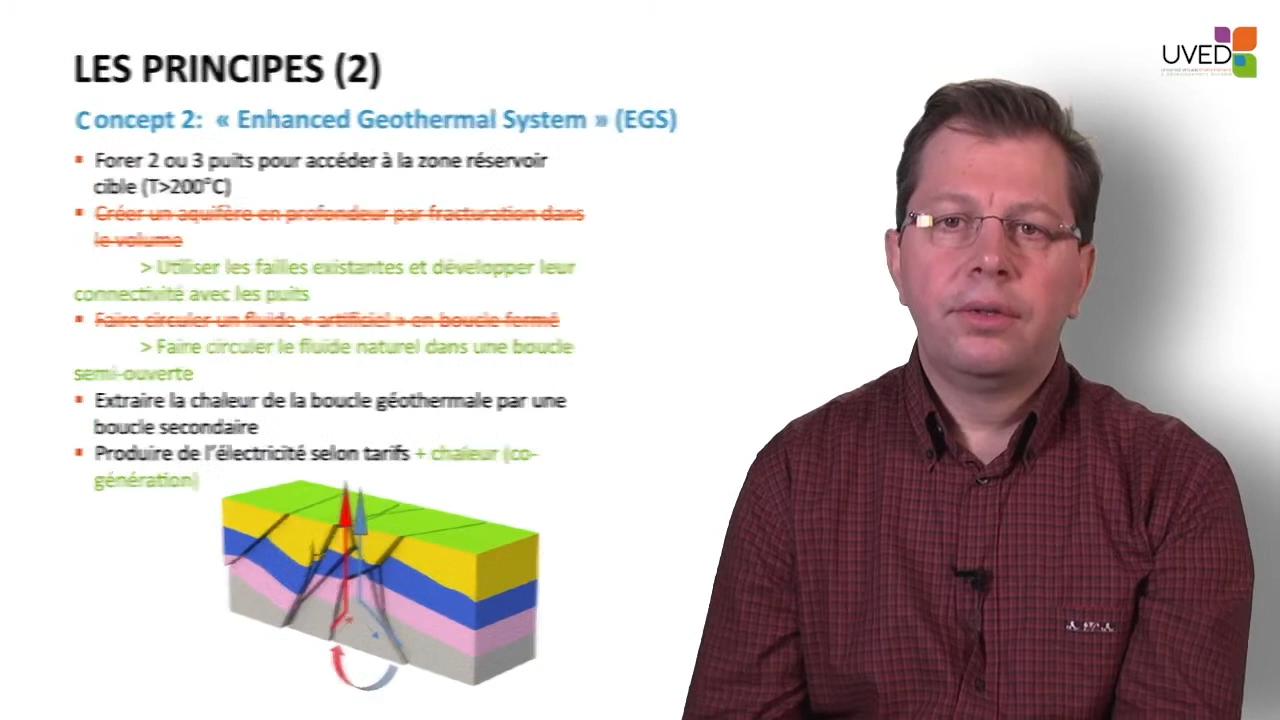 LES PRINCIPES (2)
UVED
Concept 2: « Enhanced Geothermal System » (EGS)
Forer 2 ou 3 puits pour accéder à la zone réservoir
cible (T>200°C)
Créer un aquifère en profondeur par fracturation dans
le volume
> Utiliser les failles existantes et développer leur
connectivité avec les puits
Faire circuler un fluide « artificiel » en boucle fermé
> Faire circuler le fluide naturel dans une boucle
semi-ouverte
Extraire la chaleur de la boucle géothermale par une
boucle secondaire
Produire de l'électricité selon tarifs + chaleur (co-
génération)